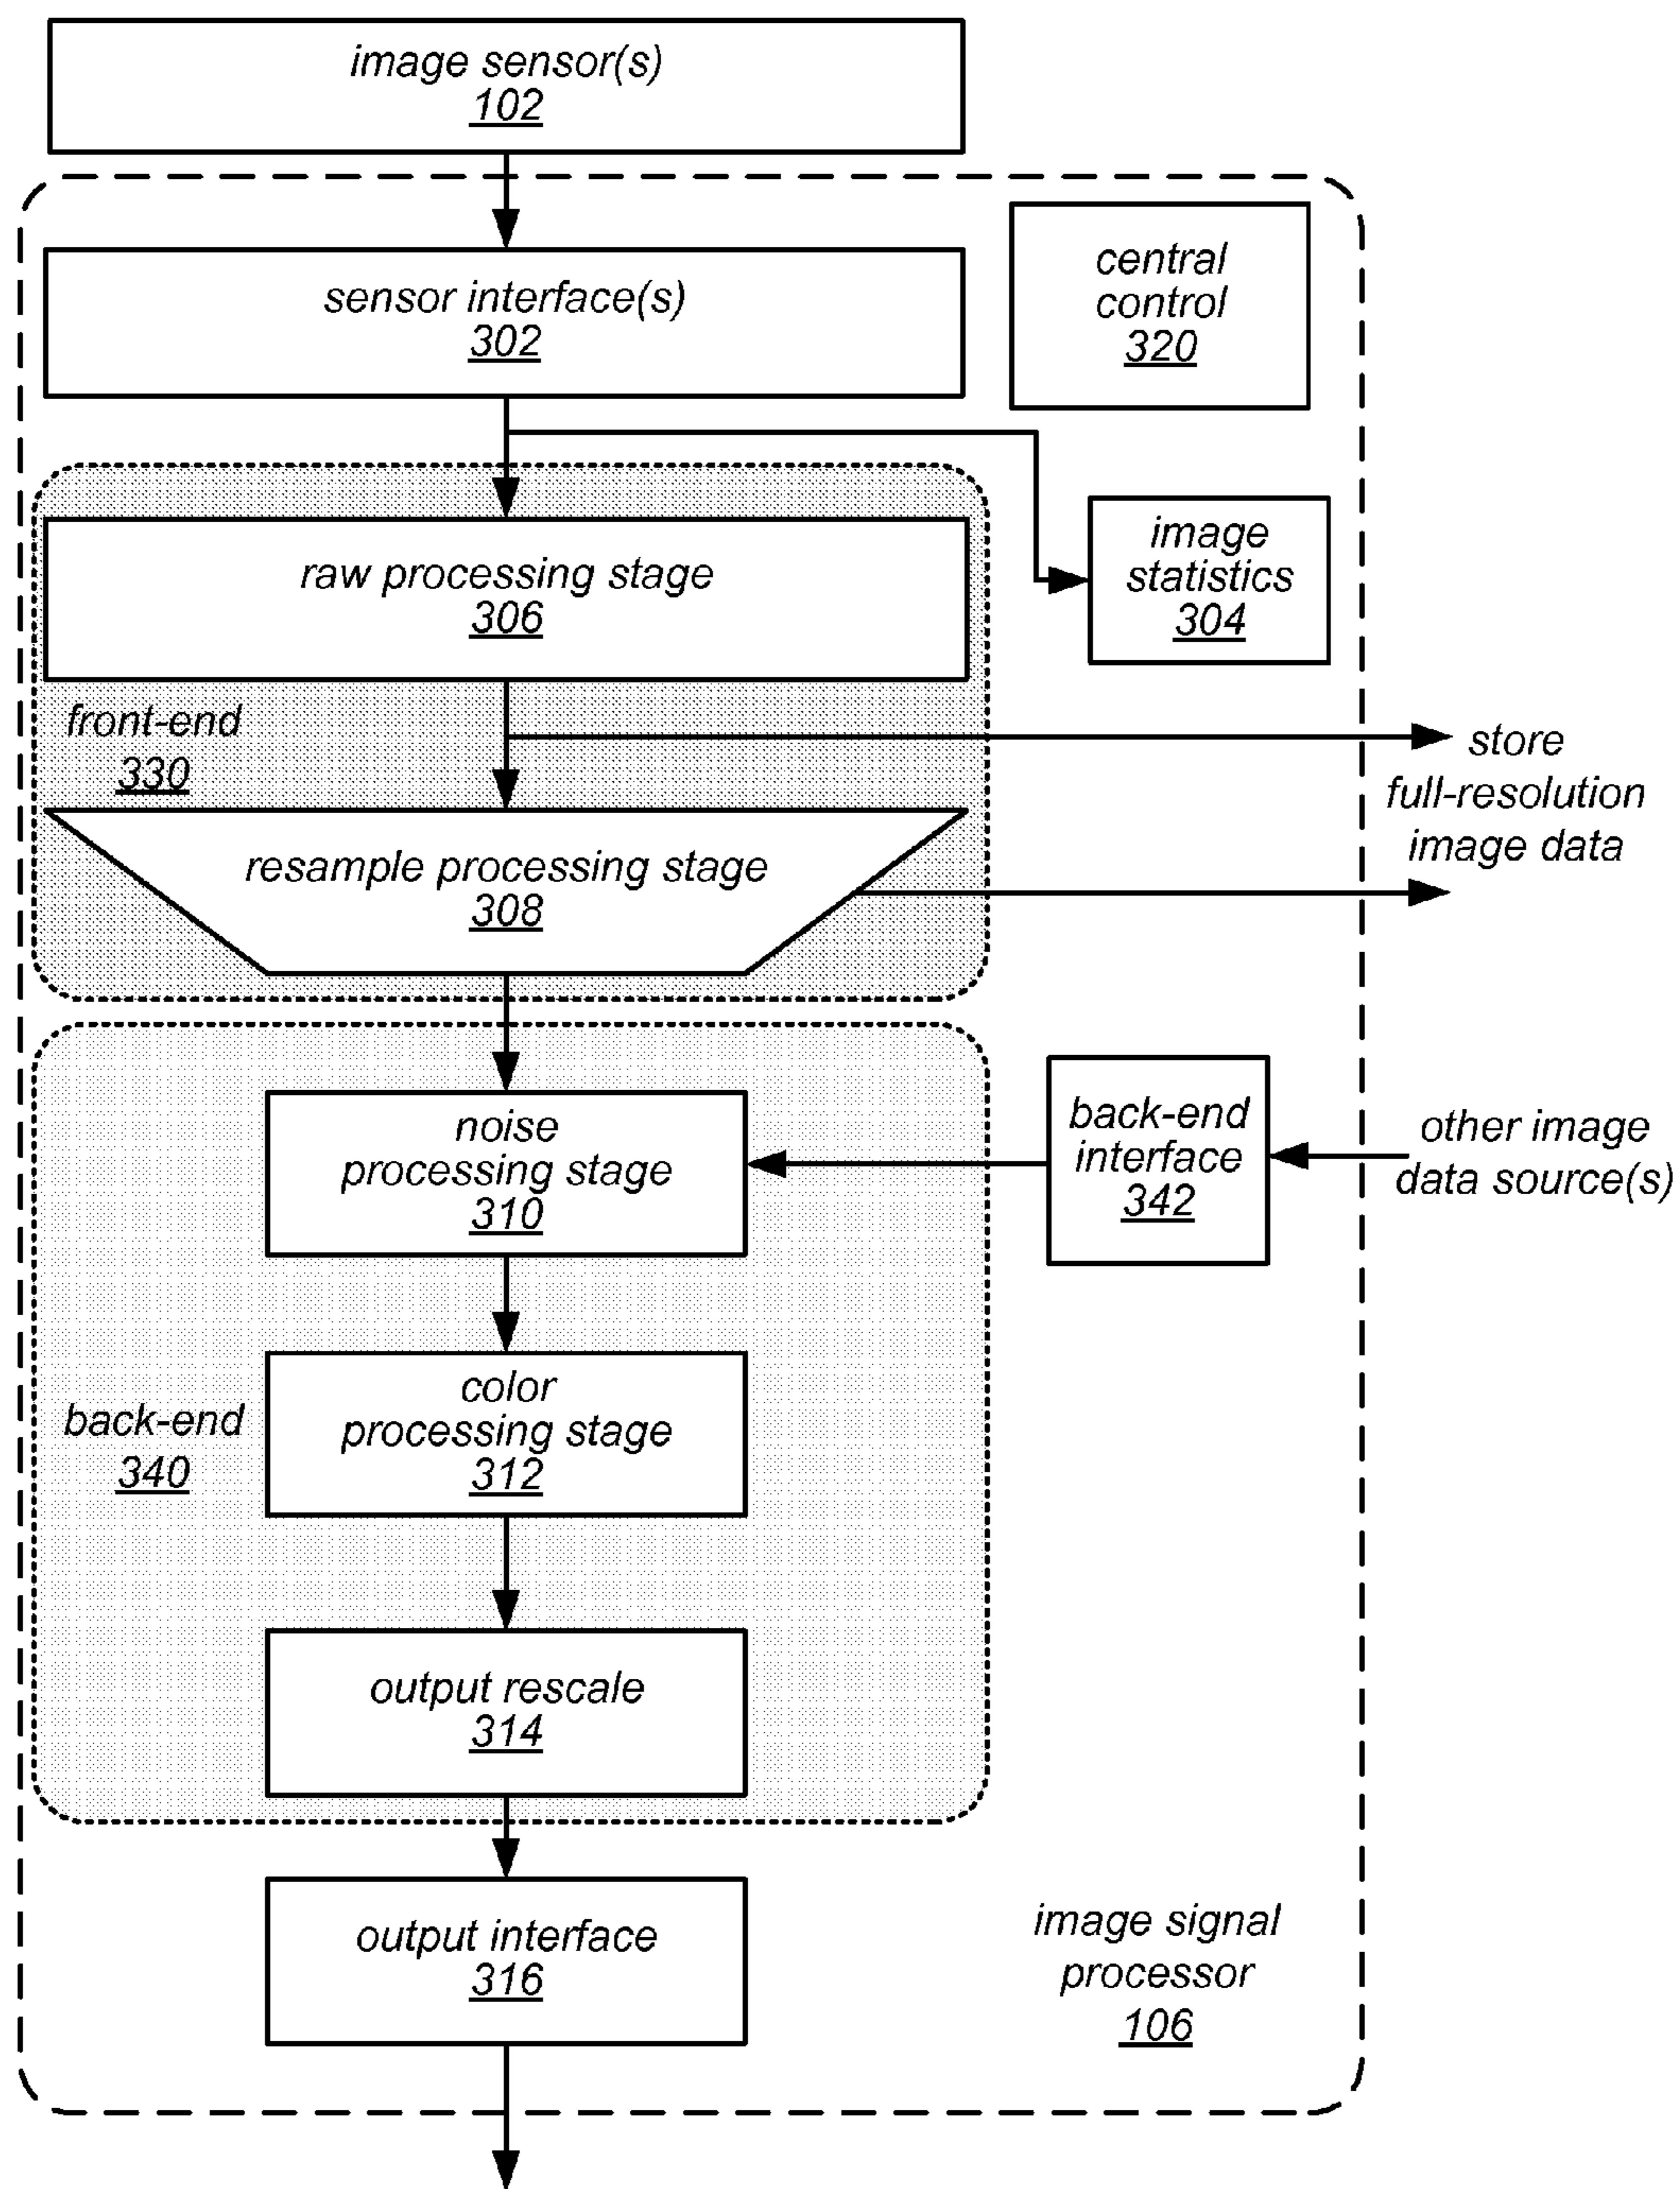 image sensor(s)
102
sensor interface(s)
302
central
control
320
raw processing stage
306
image
statistics
304
front-end
330
store
full-resolution
image data
resample processing stage
308
noise
processing stage
310
back-end
interface
342
other image
data source(s)
color
processing stage
312
back-end
340
output rescale
314
output interface
316
image signal
processor
106